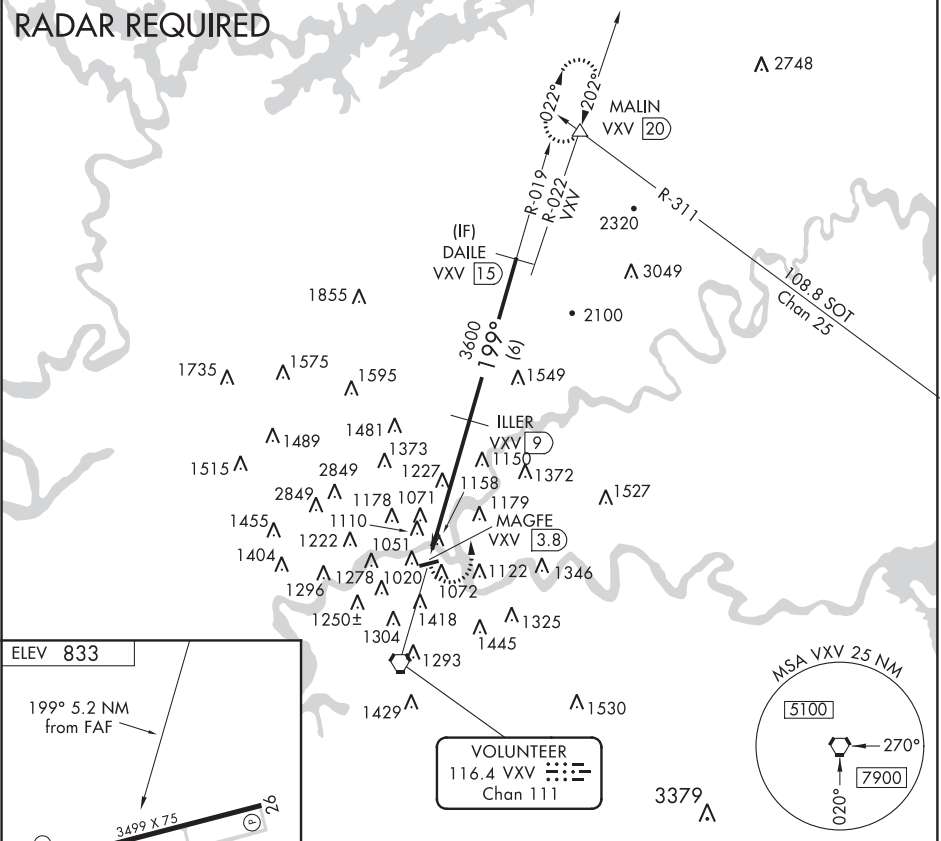 RADAR REQUIRED
2748
022°
202°
MALIN
VXV 20
R-019
R-022
VXV
R-311
2320
(IF)
DAILE
VXV 15
3049
108.8 SOT
Chan 25
1855
2100
3600
199°
(6)
1735
1575
1595
1549
1489
1481
ILLER
VXV 9
1515
1373
1150
2849
1227
1372
1158
2849
1178
1071
1179
1527
1455
1110
MAGFE
VXV 3.8
1222
1051
1404
1296
1278
1020
1072
1122
1346
1250±
1304
1418
1325
1445
1293
ELEV 833
199° 5.2 NM
from FAF
3499 X 75
26
P
1429
1530
VOLUNTEER
116.4 VXV
Chan 111
3379
MSA VXV 25 NM
5100
270°
7900
020°